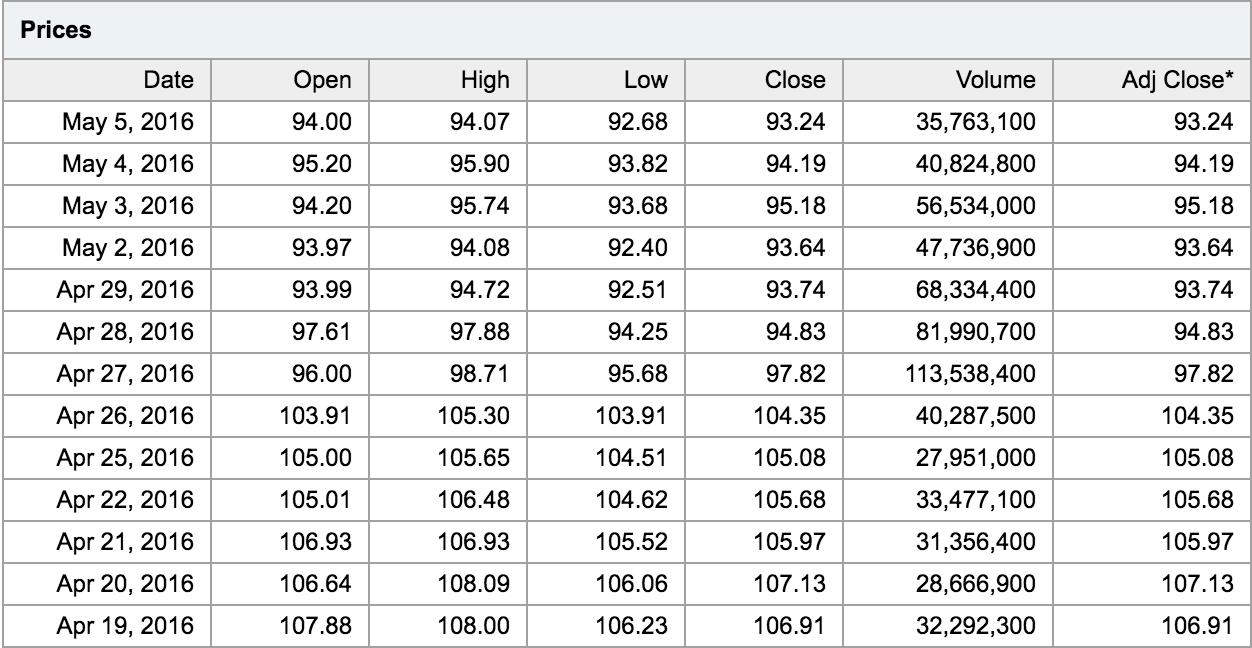 Prices
Date Open High Low Close Volume Adj Close*
May 5, 2016 94.00 94.07 92.68 93.24 35,763,100 93.24
May 4, 2016 95.20 95.90 93.82 94.19 40,824,800 94.19
May 3, 2016 94.20 95.74 93.68 95.18 56,534,000 95.18
May 2, 2016 93.97 94.08 92.40 93.64 47,736,900 93.64
Apr 29, 2016 93.99 94.72 92.51 93.74 68,334,400 93.74
Apr 28, 2016 97.61 97.88 94.25 94.83 81,990,700 94.83
Apr 27, 2016 96.00 98.71 95.68 97.82 113,538,400 97.82
Apr 26, 2016 103.91 105.30 103.91 104.35 40,287,500 104.35
Apr 25, 2016 105.00 105.65 104.51 105.08 27,951,000 105.08
Apr 22, 2016 105.01 106.48 104.62 105.68 33,477,100 105.68
Apr 21, 2016 106.93 106.93 105.52 105.97 31,356,400 105.97
Apr 20, 2016 106.64 108.09 106.06 107.13 28,666,900 107.13
Apr 19, 2016 107.88 108.00 106.23 106.91 32,292,300 106.91